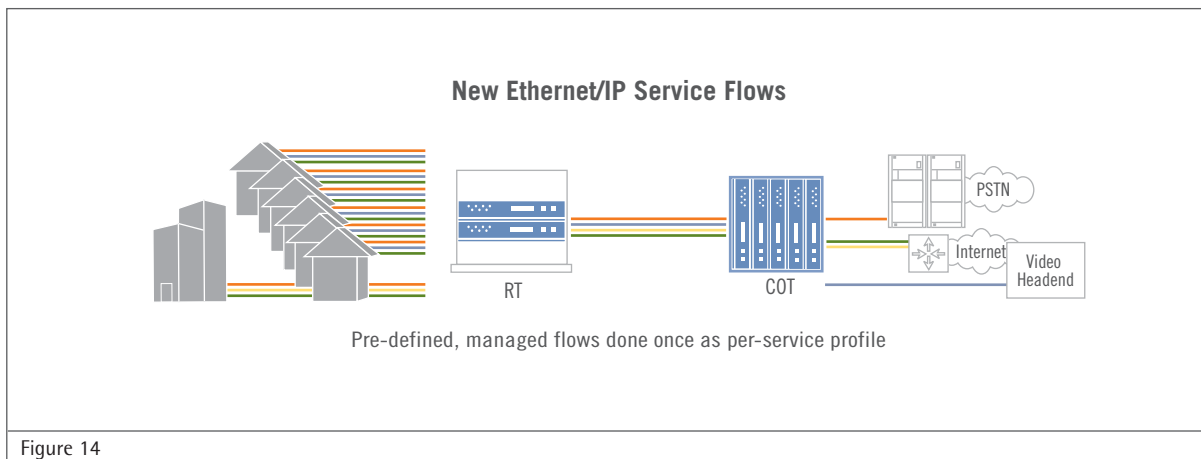 New Ethernet/IP Service Flows
PSTN
Internet
Video
Headend
RT
COT
Pre-defined, managed flows done once as per-service profile
Figure 14